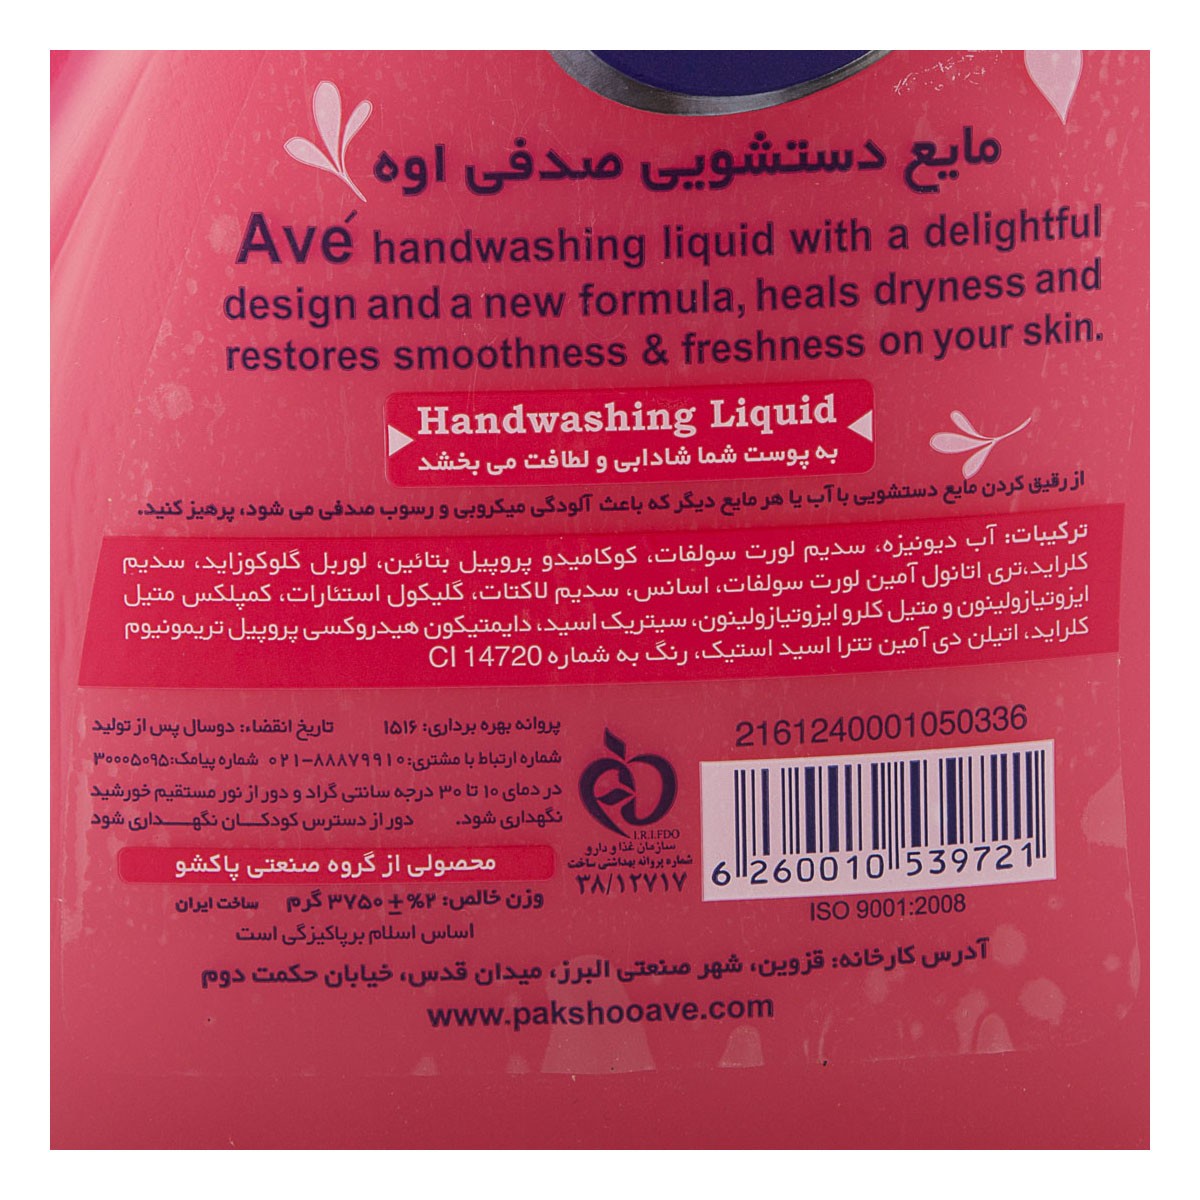 مایع دستشویی صدفی اوه
Avé handwashing liquid with a delightful
design and a new formula, heals dryness and
restores smoothness & freshness on your skin.
Handwashing Liquid
به پوست شما شادابی و لطافت می بخشد
از رقیق کردن مایع دستشویی با آب یا هر مایع دیگر که باعث آلودگی میکروبی و رسوب صدفی می شود، پرهیز کنید.
ترکیبات: آب دیونیزه، سدیم لورت سولفات، کوکامیدو پروپیل بتائین، لوریل گلوکوزاید، سدیم
کلراید،تری اتانول آمین لورت سولفات، اسانس، سدیم لاکتات، گلیکول استئارات، کمپلکس متیل
ایزوتیازولینون و متیل کلرو ایزوتیازولینون، سیتریک اسید، دایمتیکون هیدروکسی پروپیل تریمونیوم
کلراید، اتیلن دی آمین تترا اسید استیک، رنگ به شماره CI 14720
پروانه بهره برداری: ۱۵۱۶
تاریخ انقضاء: دوسال پس از تولید
شماره ارتباط با مشتری: ۸۸۸۷۹۹۱۰-۰۲۱ شماره پیامک: ۳۰۰۰۵۰۹۵
در دمای ۱۰ تا ۳۰ درجه سانتی گراد و دور از نور مستقیم خورشید
نگهداری شود. دور از دسترس کودکان نگهداری شود
محصولی از گروه صنعتی پاکشو
وزن خالص: ۲%± ۳۷۵۰ گرم ساخت ایران
اساس اسلام بر پاکیزگی است
I.R.I.FDO
سازمان غذا و دارو
شماره پروانه بهداشتی ساخت
۳۸/۱۲۷۱۷
2161240001050336
6 260010 539721
ISO 9001:2008
آدرس کارخانه: قزوین، شهر صنعتی البرز، میدان قدس، خیابان حکمت دوم
www.pakshooave.com